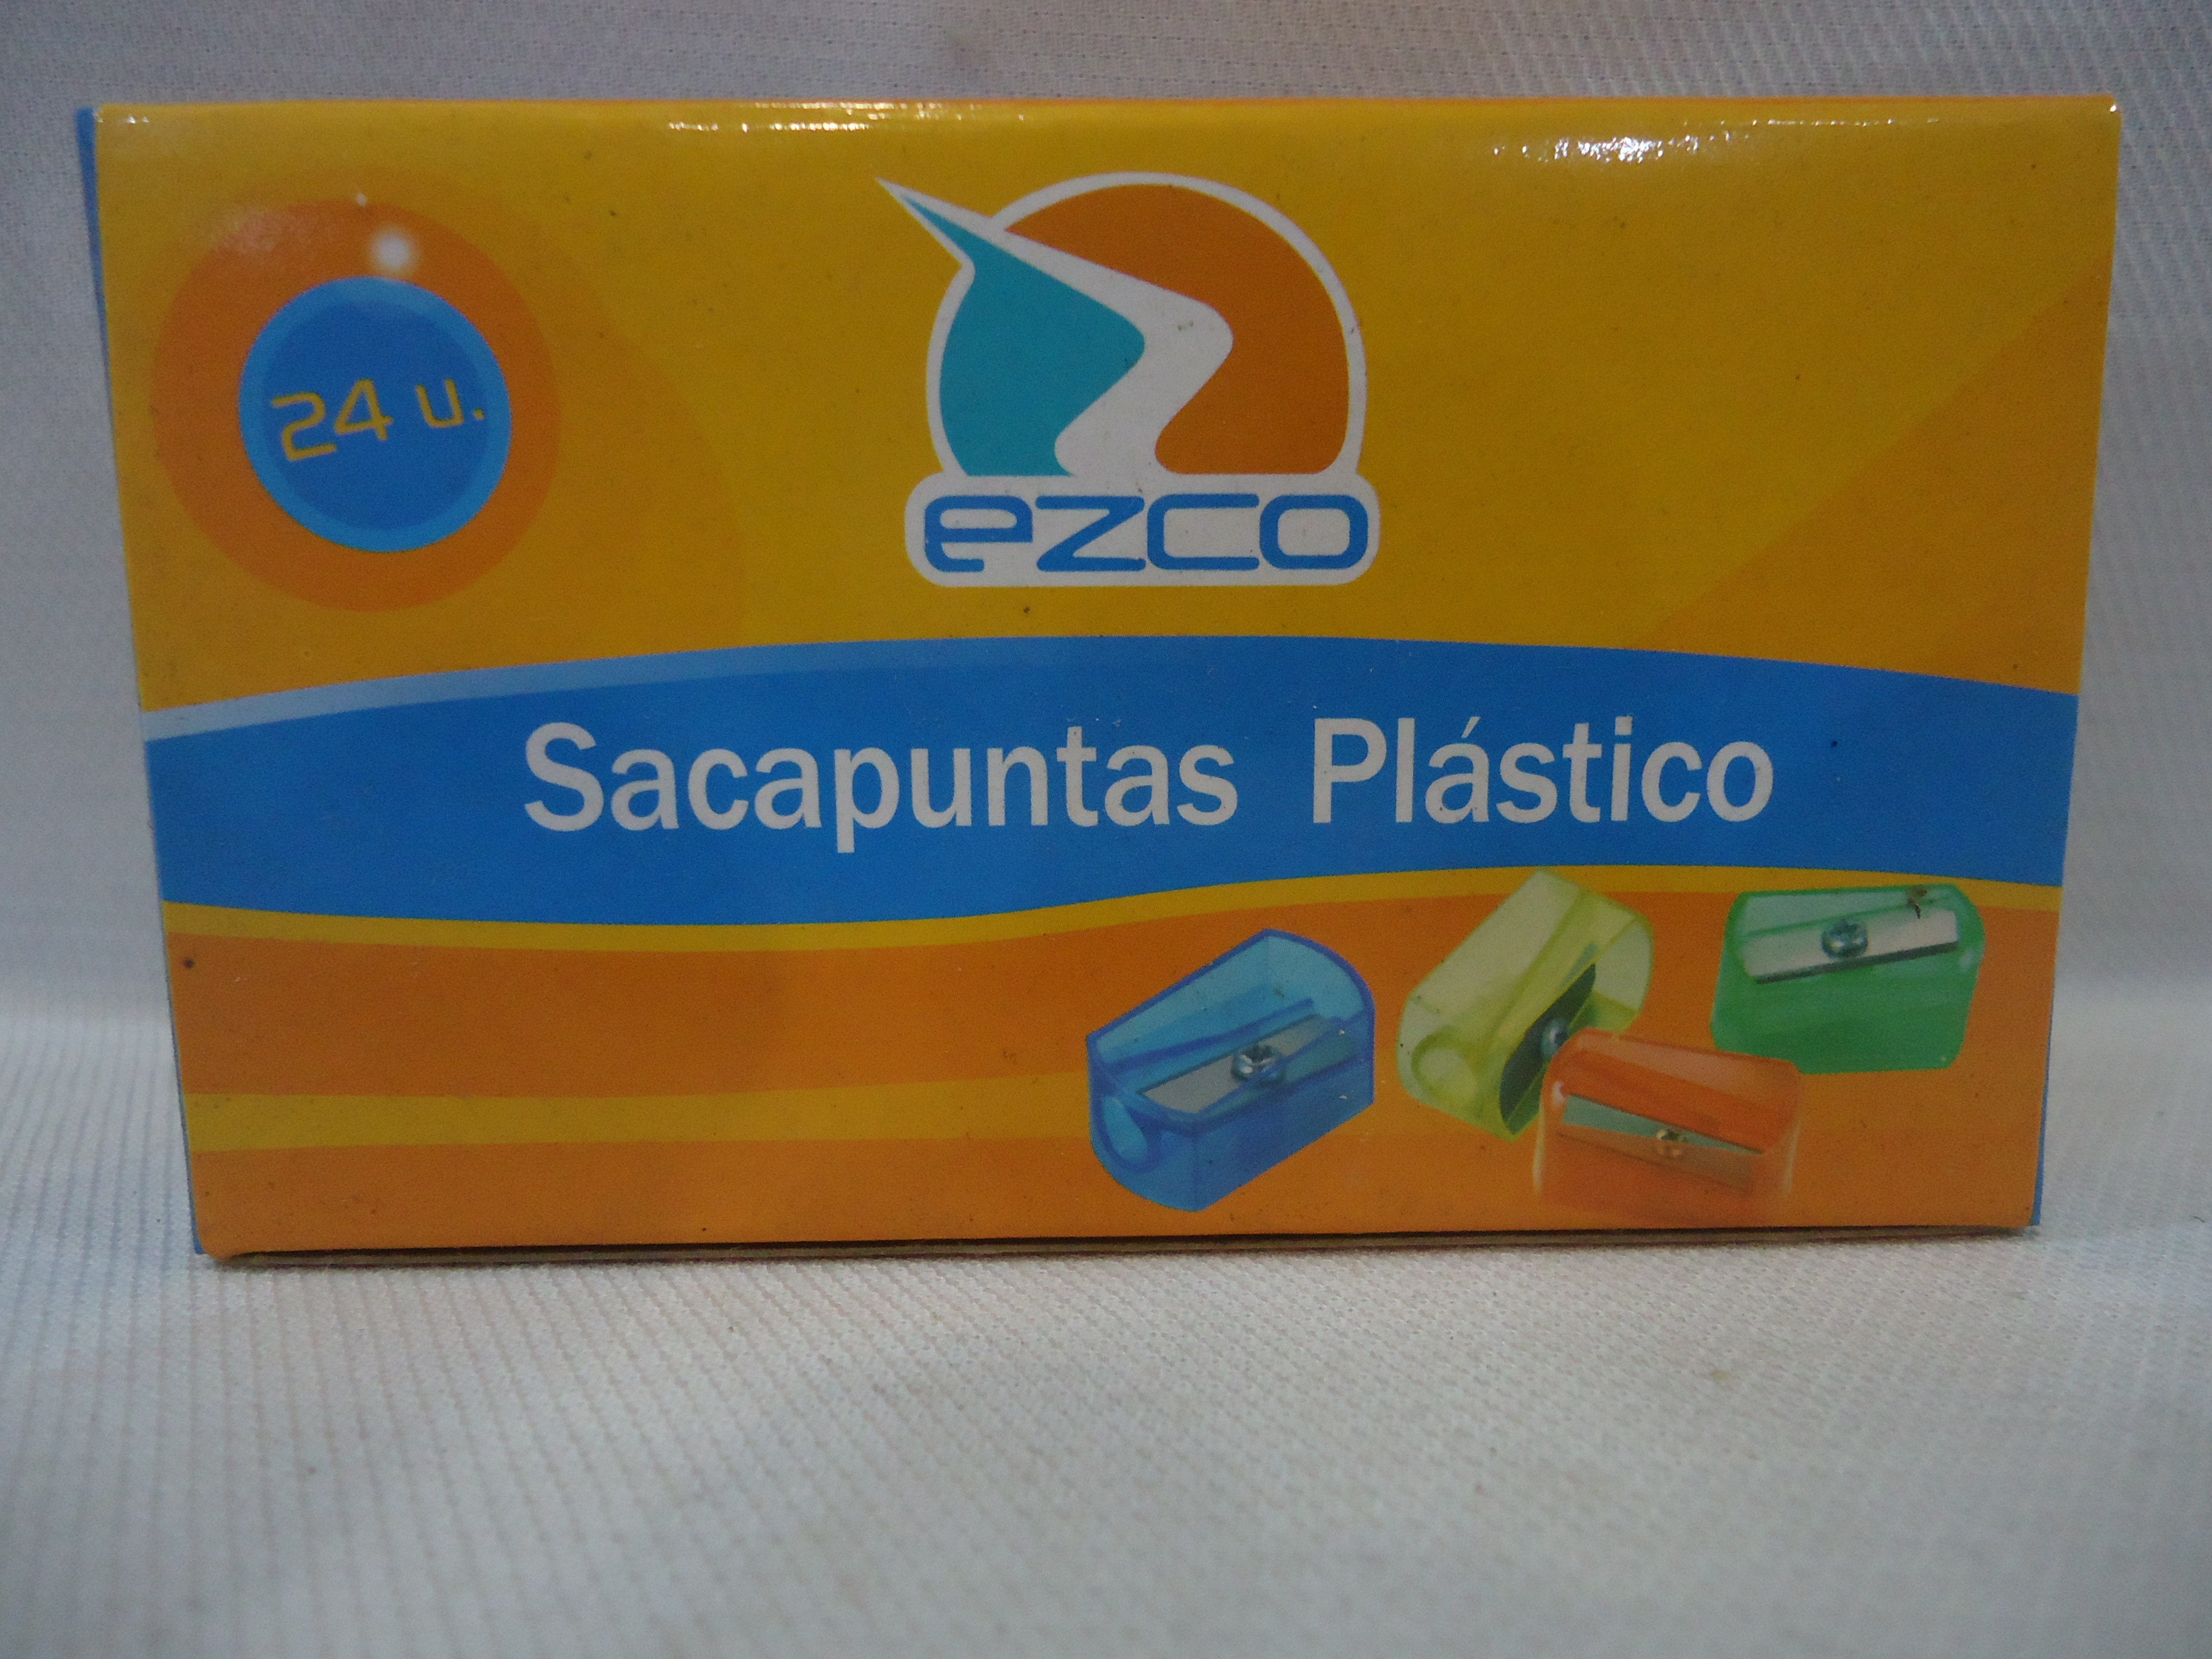 24 u.
ezco
Sacapuntas Plástico